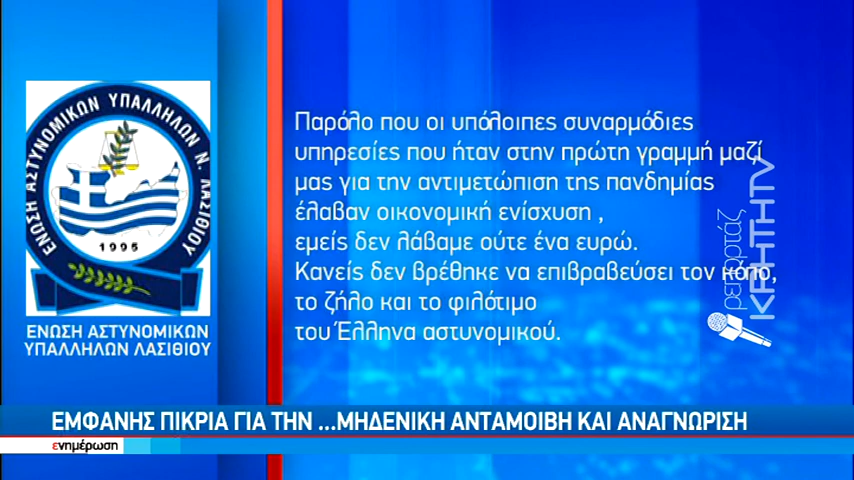 ΕΝΩΣΗ ΑΣΤΥΝΟΜΙΚΩΝ ΥΠΑΛΛΗΛΩΝ Ν. ΛΑΣΙΘΙΟΥ
1995
ΕΝΩΣΗ ΑΣΤΥΝΟΜΙΚΩΝ
ΥΠΑΛΛΗΛΩΝ ΛΑΣΙΘΙΟΥ
Παρόλο που οι υπόλοιπες συναρμόδιες
υπηρεσίες που ήταν στην πρώτη γραμμή μαζί
μας για την αντιμετώπιση της πανδημίας
έλαβαν οικονομική ενίσχυση ,
εμείς δεν λάβαμε ούτε ένα ευρώ.
Κανείς δεν βρέθηκε να επιβραβεύσει τον κόπο,
το ζήλο και το φιλότιμο
του Έλληνα αστυνομικού.
ρεπορτάζ
ΚΡΗΤΗTV
ΕΜΦΑΝΗΣ ΠΙΚΡΙΑ ΓΙΑ ΤΗΝ ...ΜΗΔΕΝΙΚΗ ΑΝΤΑΜΟΙΒΗ ΚΑΙ ΑΝΑΓΝΩΡΙΣΗ
ενημέρωση